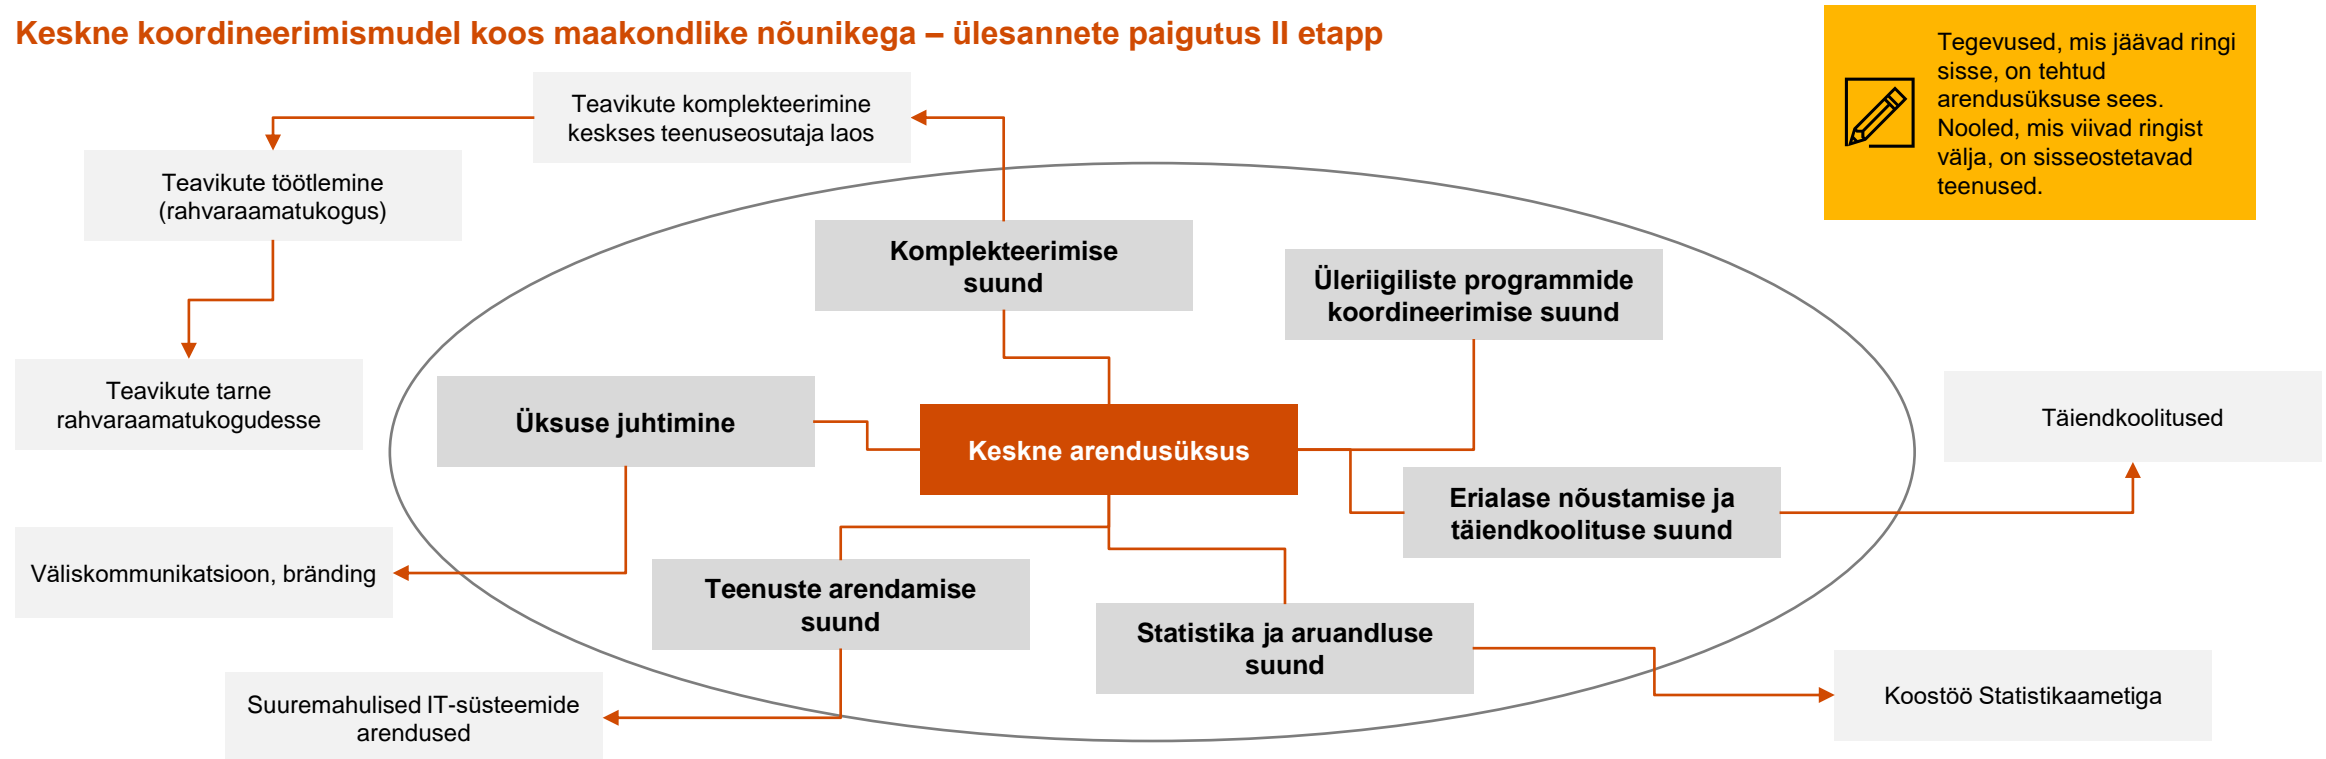 Keskne koordineerimismudel koos maakondlike nõunikega – ülesannete paigutus II etapp
Tegevused, mis jäävad ringi
sisse, on tehtud
arendusüksuse sees.
Nooled, mis viivad ringist
välja, on sisseostetavad
teenused.
Teavikute komplekteerimine
keskses teenuseosutaja laos
Teavikute töötlemine
(rahvaraamatukogus)
Komplekteerimise
suund
Üleriigiliste programmide
koordineerimise suund
Teavikute tarne
rahvaraamatukogudesse
Üksuse juhtimine
Keskne arendusüksus
Täiendkoolitused
Erialase nõustamise ja
täiendkoolituse suund
Väliskommunikatsioon, bränding
Teenuste arendamise
suund
Statistika ja aruandluse
suund
Suuremahulised IT-süsteemide
arendused
Koostöö Statistikaametiga